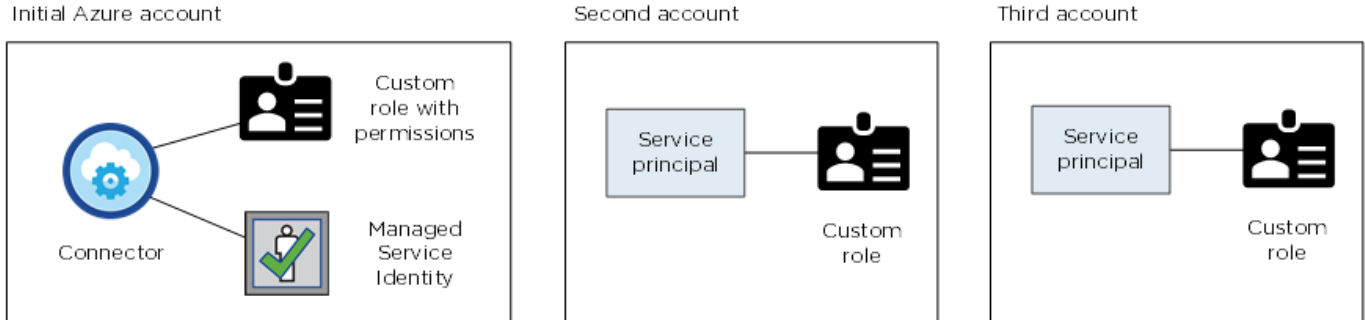 Initial Azure account
Second account
Third account
Custom
role with
permissions
Connector
Managed
Service
Identity
Service
principal
Custom
role
Service
principal
Custom
role